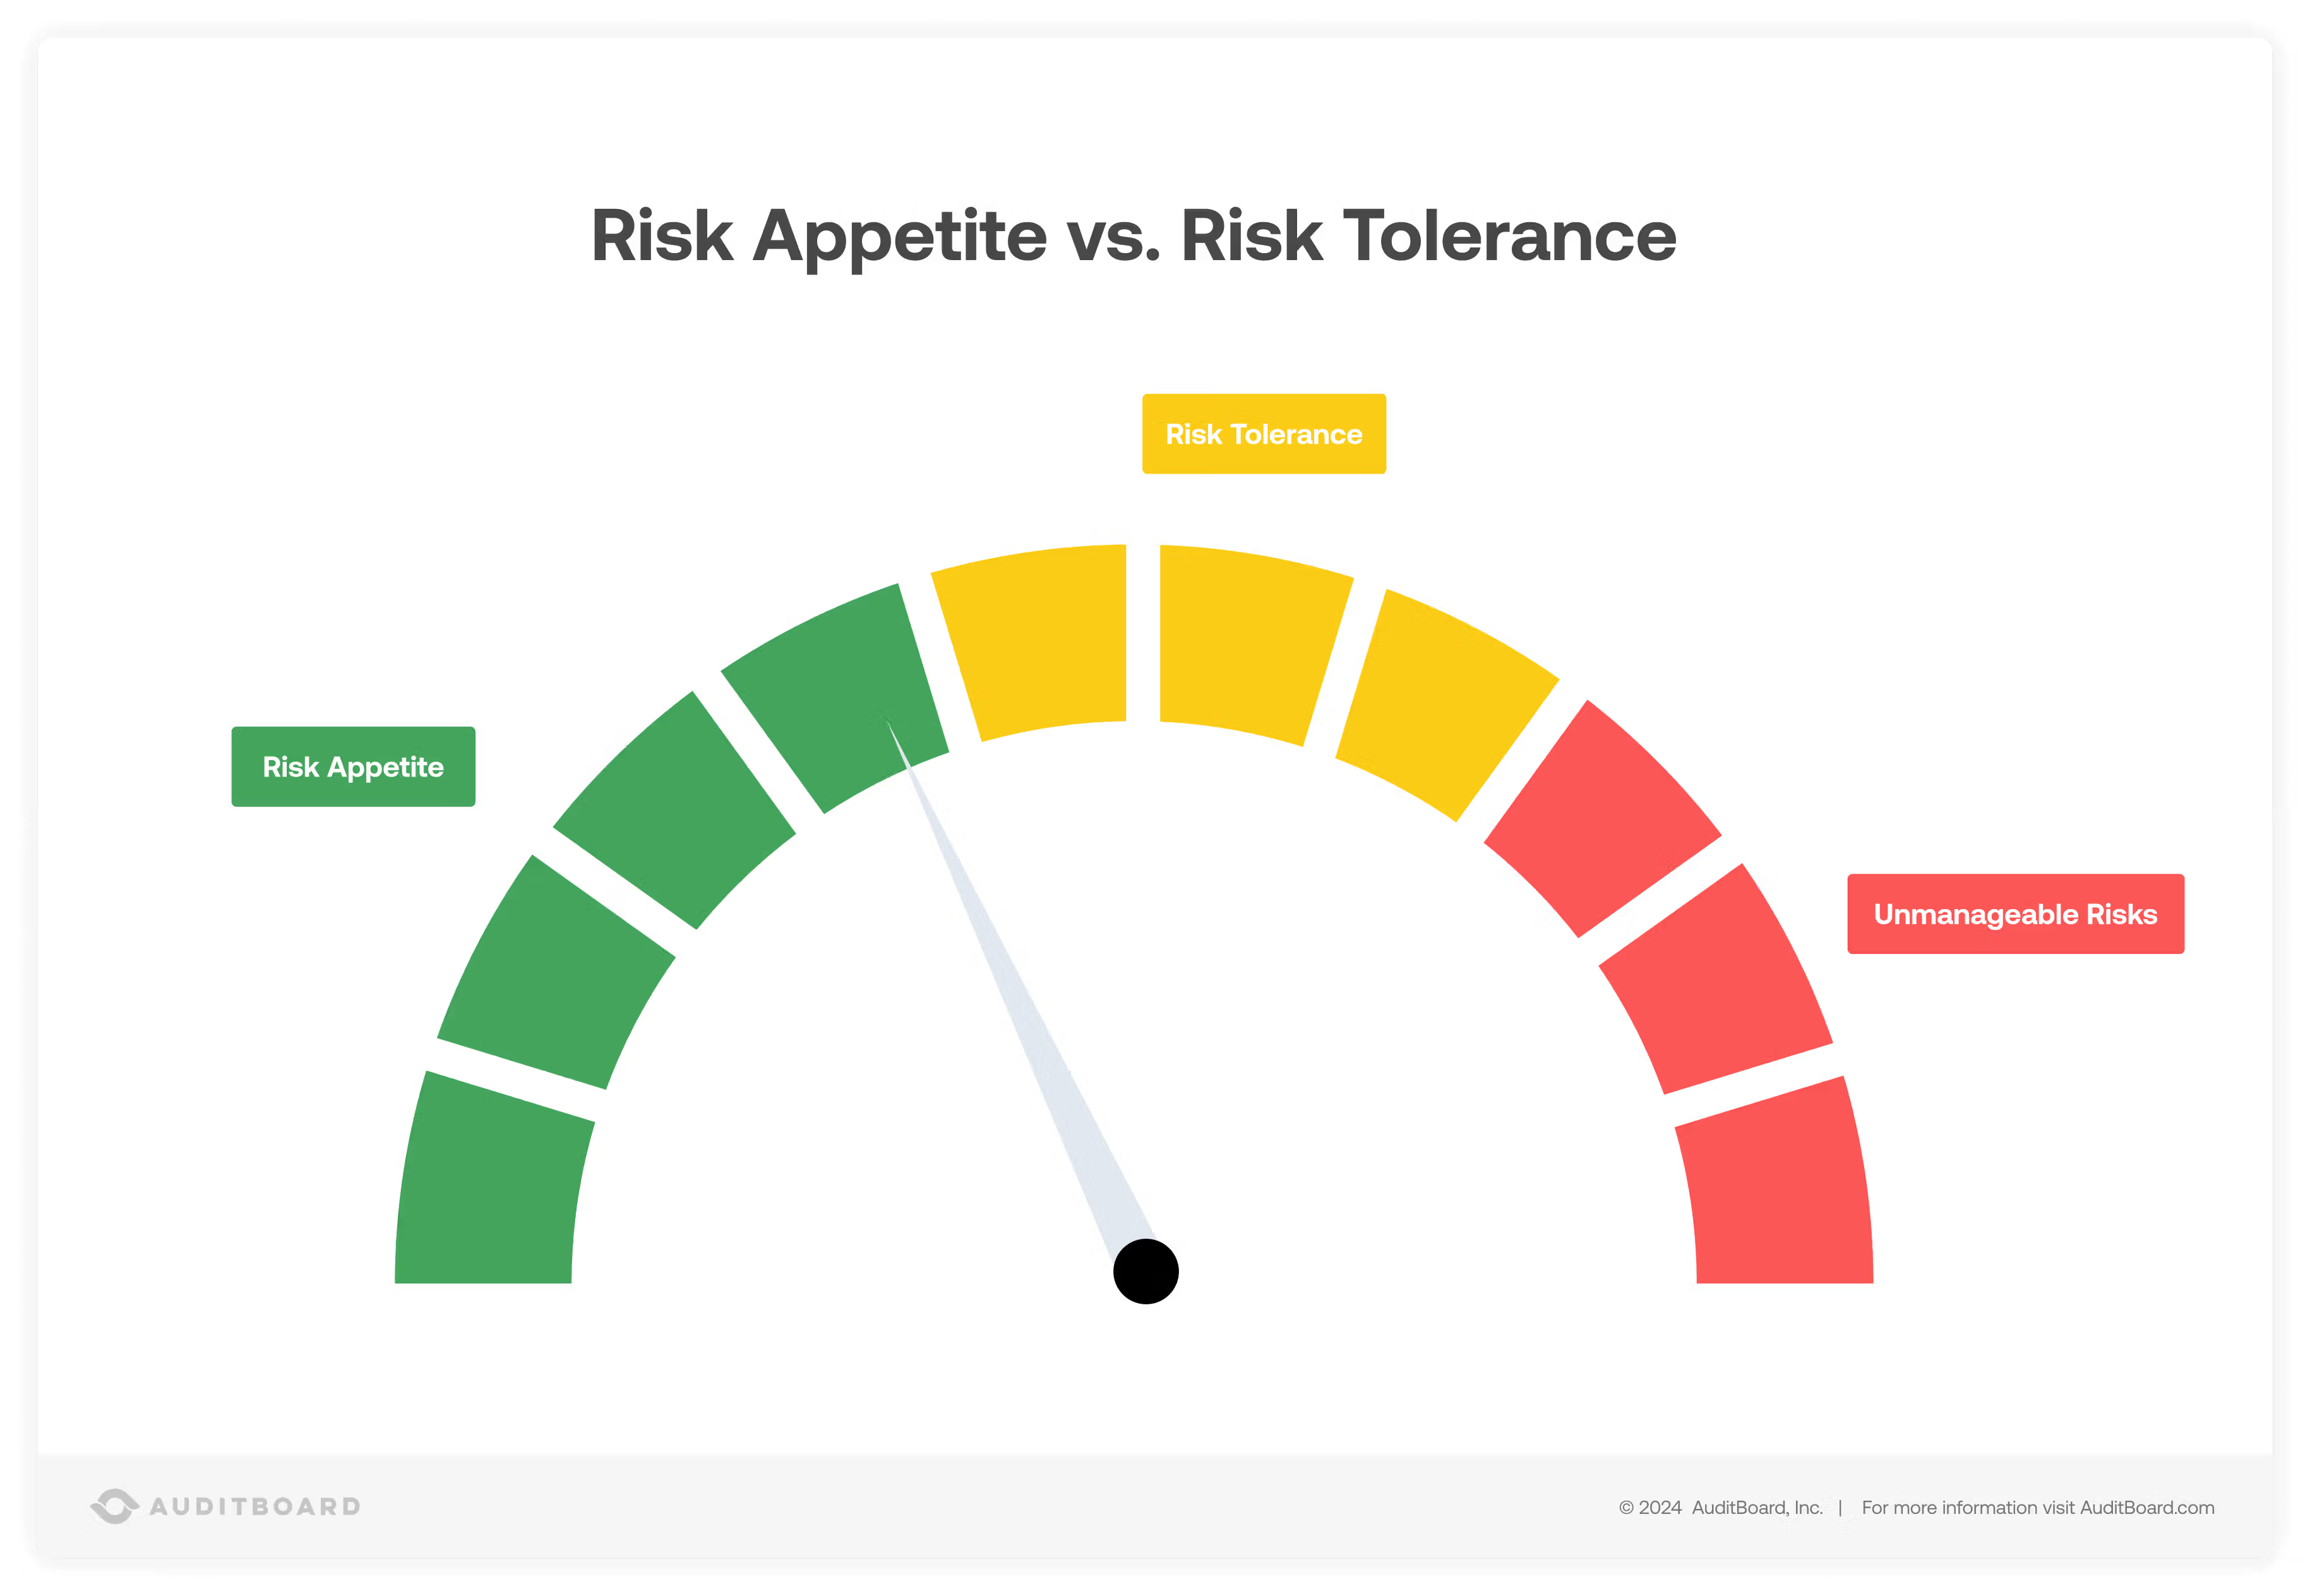 Risk Appetite vs. Risk Tolerance
Risk Tolerance
Risk Appetite
Unmanageable Risks
AUDITBOARD
© 2024 AuditBoard, Inc. | For more information visit AuditBoard.com